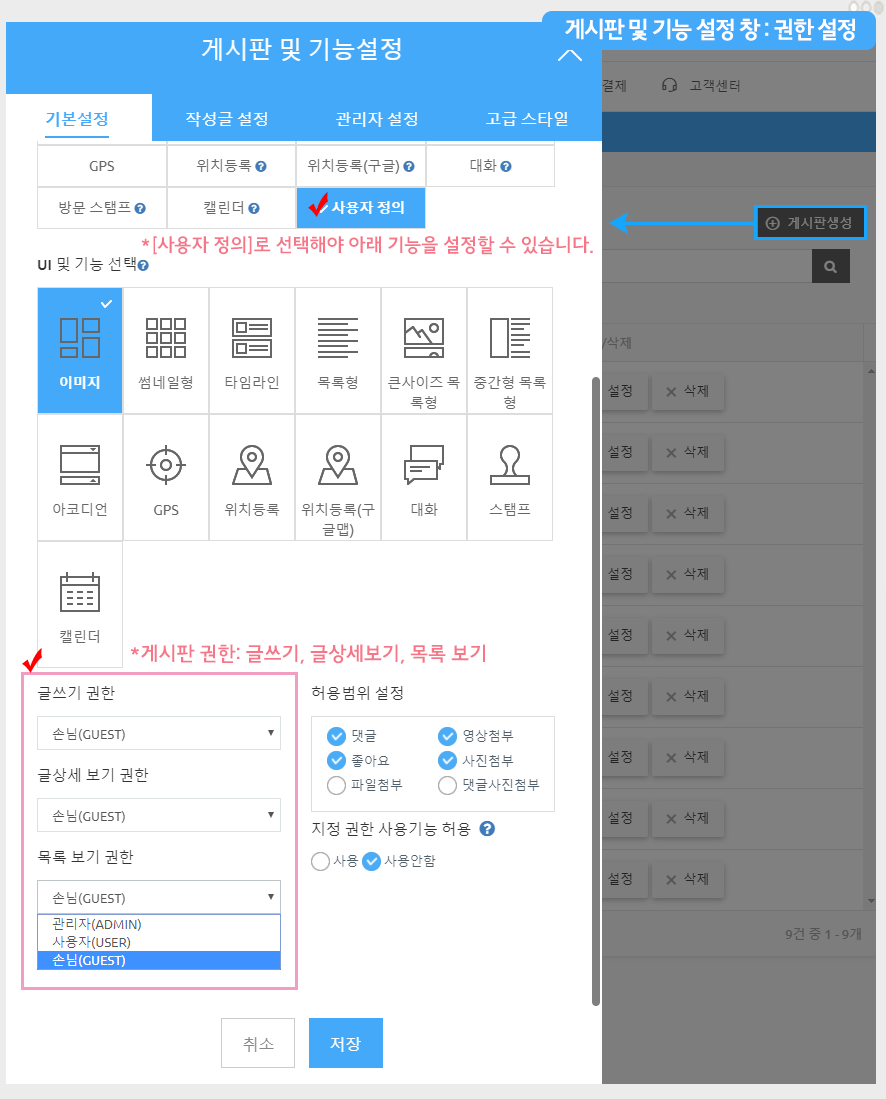 게시판 및 기능 설정 창 : 권한 설정
게시판 및 기능설정
결제 고객센터
기본설정 작성글 설정 관리자 설정 고급 스타일
GPS 위치등록 위치등록(구글) 대화
방문 스탬프 캘린더 사용자 정의
게시판생성
*[사용자 정의]로 선택해야 아래 기능을 설정할 수 있습니다.
UI 및 기능 선택
/삭제
이미지 썸네일형 타임라인 목록형 큰사이즈 목록형 중간형 목록형
설정 삭제
설정 삭제
아코디언 GPS 위치등록 위치등록(구글맵) 대화 스탬프
설정 삭제
설정 삭제
캘린더
설정 삭제
*게시판 권한: 글쓰기, 글상세보기, 목록 보기
글쓰기 권한 허용범위 설정
설정 삭제
손님(GUEST) 댓글 영상첨부
좋아요 사진첨부
설정 삭제
글상세 보기 권한 파일첨부 댓글사진첨부
손님(GUEST)
설정 삭제
지정 권한 사용기능 허용
목록 보기 권한 사용 사용안함
설정 삭제
손님(GUEST)
관리자(ADMIN)
사용자(USER)
손님(GUEST)
9건 중 1 - 9개
취소 저장